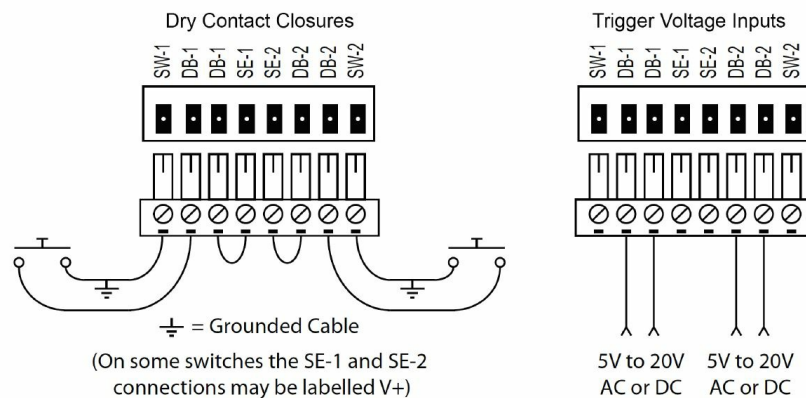 Dry Contact Closures
SW-1
DB-1
DB-1
SE-1
SE-2
DB-2
DB-2
SW-2
= Grounded Cable
(On some switches the SE-1 and SE-2
connections may be labelled V+)
Trigger Voltage Inputs
SW-1
DB-1
DB-1
SE-1
SE-2
DB-2
DB-2
SW-2
5V to 20V
AC or DC
5V to 20V
AC or DC